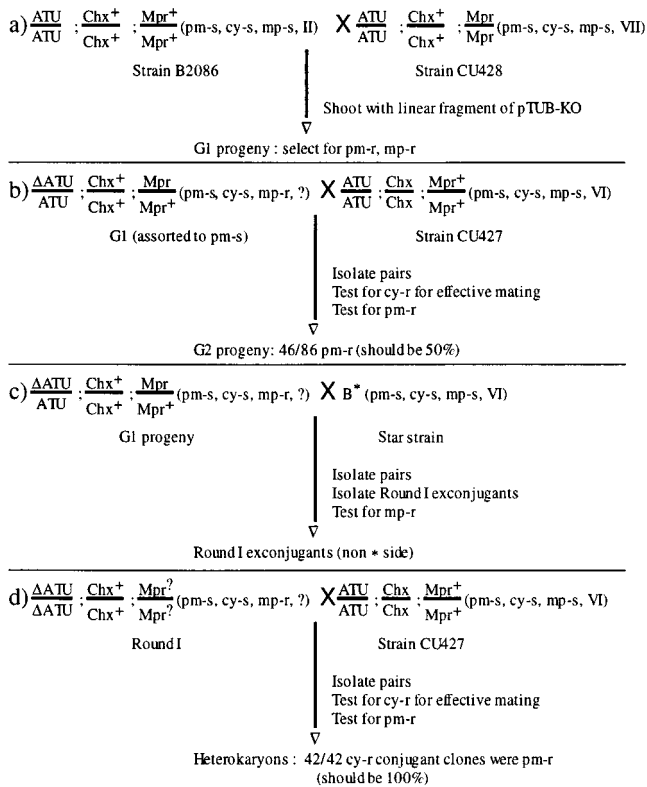 a) ATU/ATU ; Chx+/Chx+ ; Mpr+/Mpr+ (pm-s, cy-s, mp-s, II) X ATU/ATU ; Chx+/Chx+ ; Mpr/Mpr (pm-s, cy-s, mp-s, VII)
Strain B2086 Strain CU428
Shoot with linear fragment of pTUB-KO
G1 progeny : select for pm-r, mp-r
b) ΔATU/ATU ; Chx+/Chx+ ; Mpr/Mpr+ (pm-s, cy-s, mp-r, ?) X ATU/ATU ; Chx/Chx ; Mpr+/Mpr+ (pm-s, cy-s, mp-s, VI)
G1 (assorted to pm-s) Strain CU427
Isolate pairs
Test for cy-r for effective mating
Test for pm-r
G2 progeny: 46/86 pm-r (should be 50%)
c) ΔATU/ATU ; Chx+/Chx+ ; Mpr/Mpr+ (pm-s, cy-s, mp-r, ?) X B* (pm-s, cy-s, mp-s, VI)
G1 progeny Star strain
Isolate pairs
Isolate Round I exconjugants
Test for mp-r
Round I exconjugants (non * side)
d) ΔATU/ΔATU ; Chx+/Chx+ ; Mpr?/Mpr? (pm-s, cy-s, mp-r, ?) X ATU/ATU ; Chx/Chx ; Mpr+/Mpr+ (pm-s, cy-s, mp-s, VI)
Round I Strain CU427
Isolate pairs
Test for cy-r for effective mating
Test for pm-r
Heterokaryons : 42/42 cy-r conjugant clones were pm-r
(should be 100%)